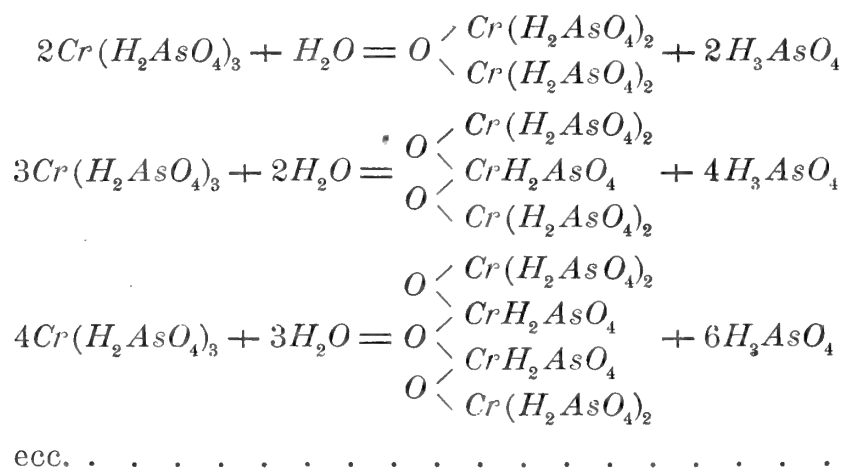 2Cr(H₂AsO₄)₃ + H₂O = O ⟨ Cr(H₂AsO₄)₂ + 2H₃AsO₄
Cr(H₂AsO₄)₂
3Cr(H₂AsO₄)₃ + 2H₂O = O ⟨ Cr(H₂AsO₄)₂
O ⟨ CrH₂AsO₄ + 4H₃AsO₄
Cr(H₂AsO₄)₂
4Cr(H₂AsO₄)₃ + 3H₂O = O ⟨ Cr(H₂AsO₄)₂
O ⟨ CrH₂AsO₄ + 6H₃AsO₄
O ⟨ CrH₂AsO₄
Cr(H₂AsO₄)₂
ecc. . . . . . . . . . . . . . . . . . .